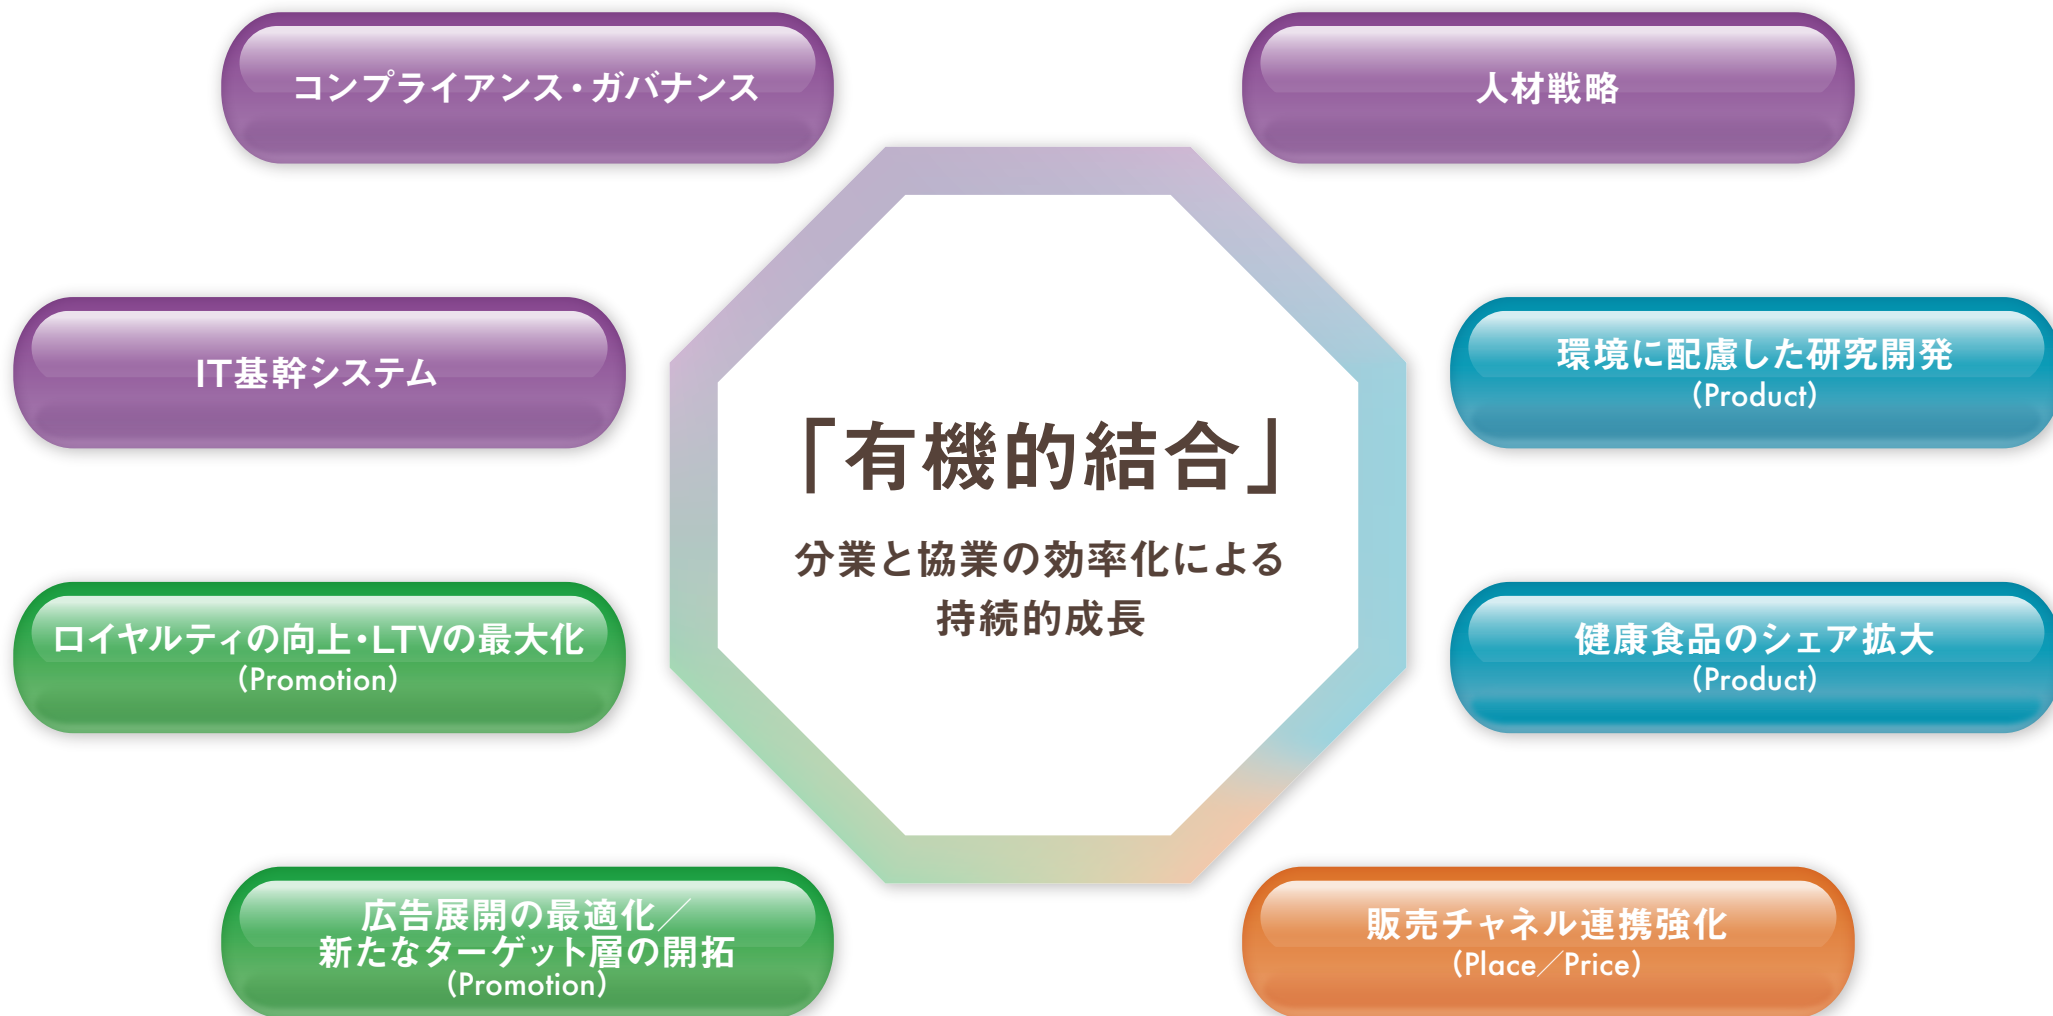 コンプライアンス・ガバナンス
人材戦略
IT基幹システム
環境に配慮した研究開発
(Product)
「有機的結合」
分業と協業の効率化による
持続的成長
ロイヤルティの向上・LTVの最大化
(Promotion)
健康食品のシェア拡大
(Product)
広告展開の最適化／
新たなターゲット層の開拓
(Promotion)
販売チャネル連携強化
(Place／Price)